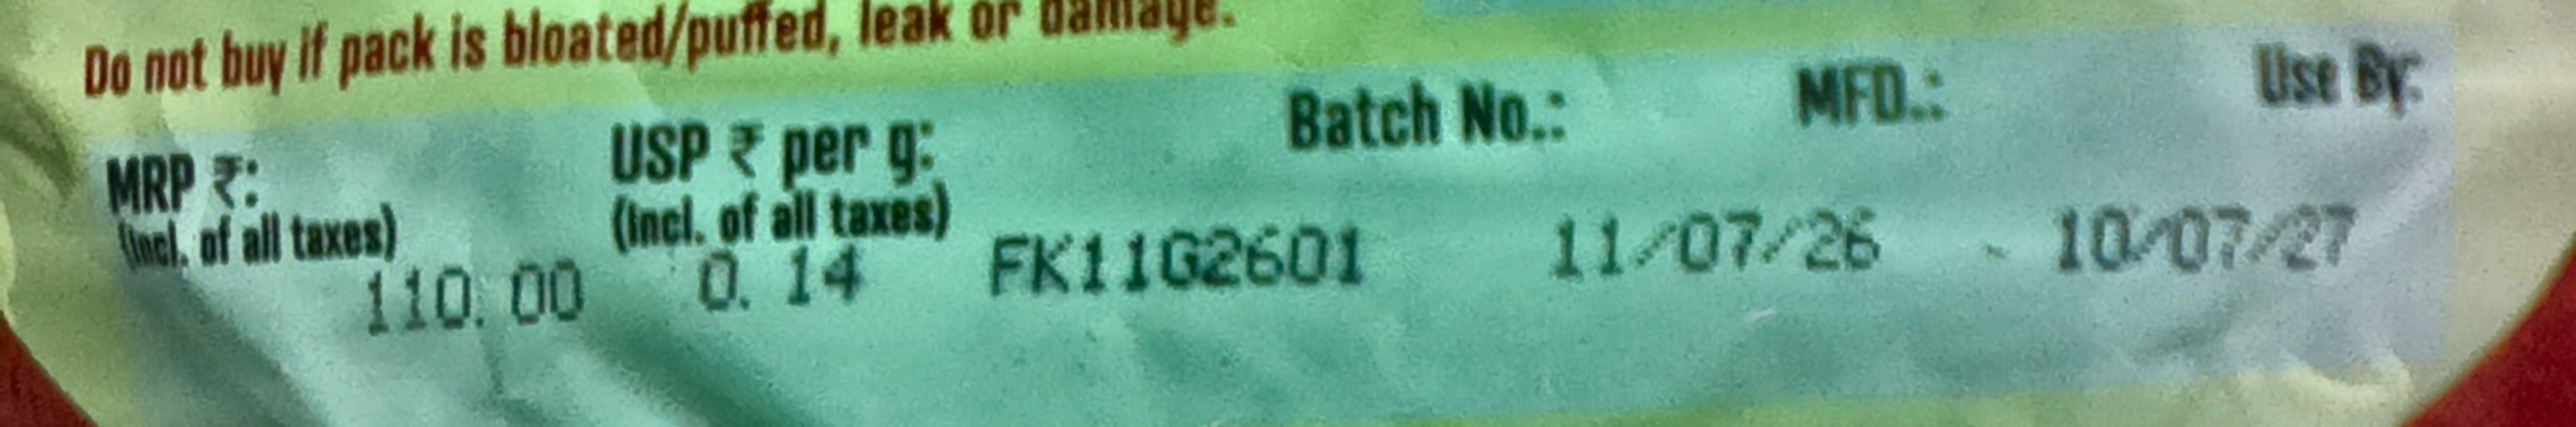 Do not buy if pack is bloated/puffed, leak or damage.
MRP ₹: USP ₹ per g: Batch No.: MFD.: Use By:
(incl. of all taxes) (incl. of all taxes)
110.00 0.14 FK11G2601 11/07/26 - 10/07/27